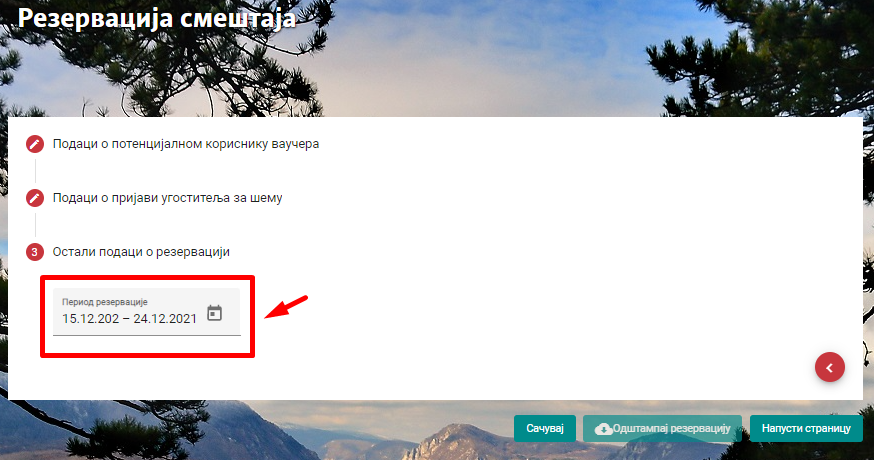 Резервација смештаја
Подаци о потенцијалном кориснику ваучера
Подаци о пријави угоститеља за шему
3 Остали подаци о резервацији
Период резервације
15.12.202 – 24.12.2021
Сачувај
Одштампај резервацију
Напусти страницу